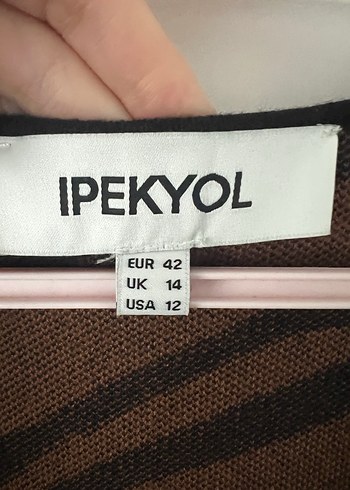 IPEKYOL
EUR 42
UK 14
USA 12